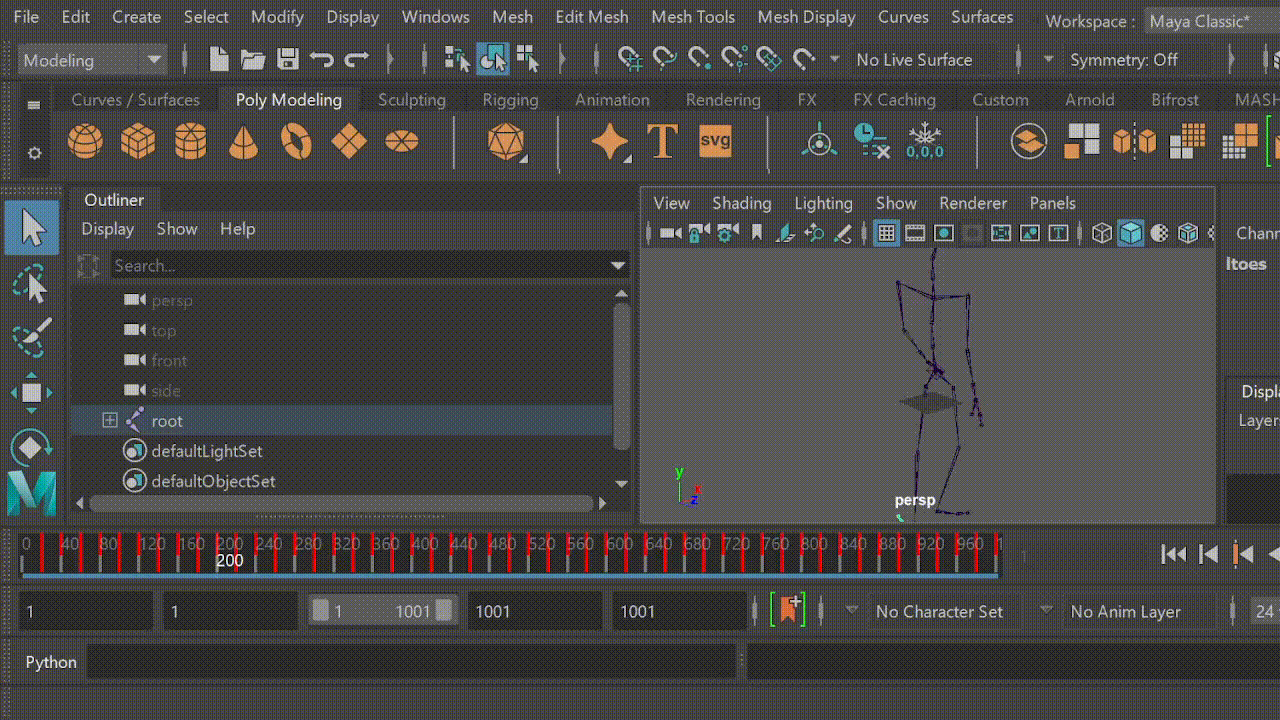 File Edit Create Select Modify Display Windows Mesh Edit Mesh Mesh Tools Mesh Display Curves Surfaces Workspace : Maya Classic*
Modeling No Live Surface Symmetry: Off
Curves / Surfaces Poly Modeling Sculpting Rigging Animation Rendering FX FX Caching Custom Arnold Bifrost MASH
T svg 0,0,0
Outliner
Display Show Help
Search...
persp
top
front
side
root
defaultLightSet
defaultObjectSet
View Shading Lighting Show Renderer Panels
y x z
persp
Chann
ltoes
Displa
Layers
0 40 80 120 160 200 240 280 320 360 400 440 480 520 560 600 640 680 720 760 800 840 880 920 960 1
200
1
1 1 1 1001 1001 1001 No Character Set No Anim Layer 24
Python